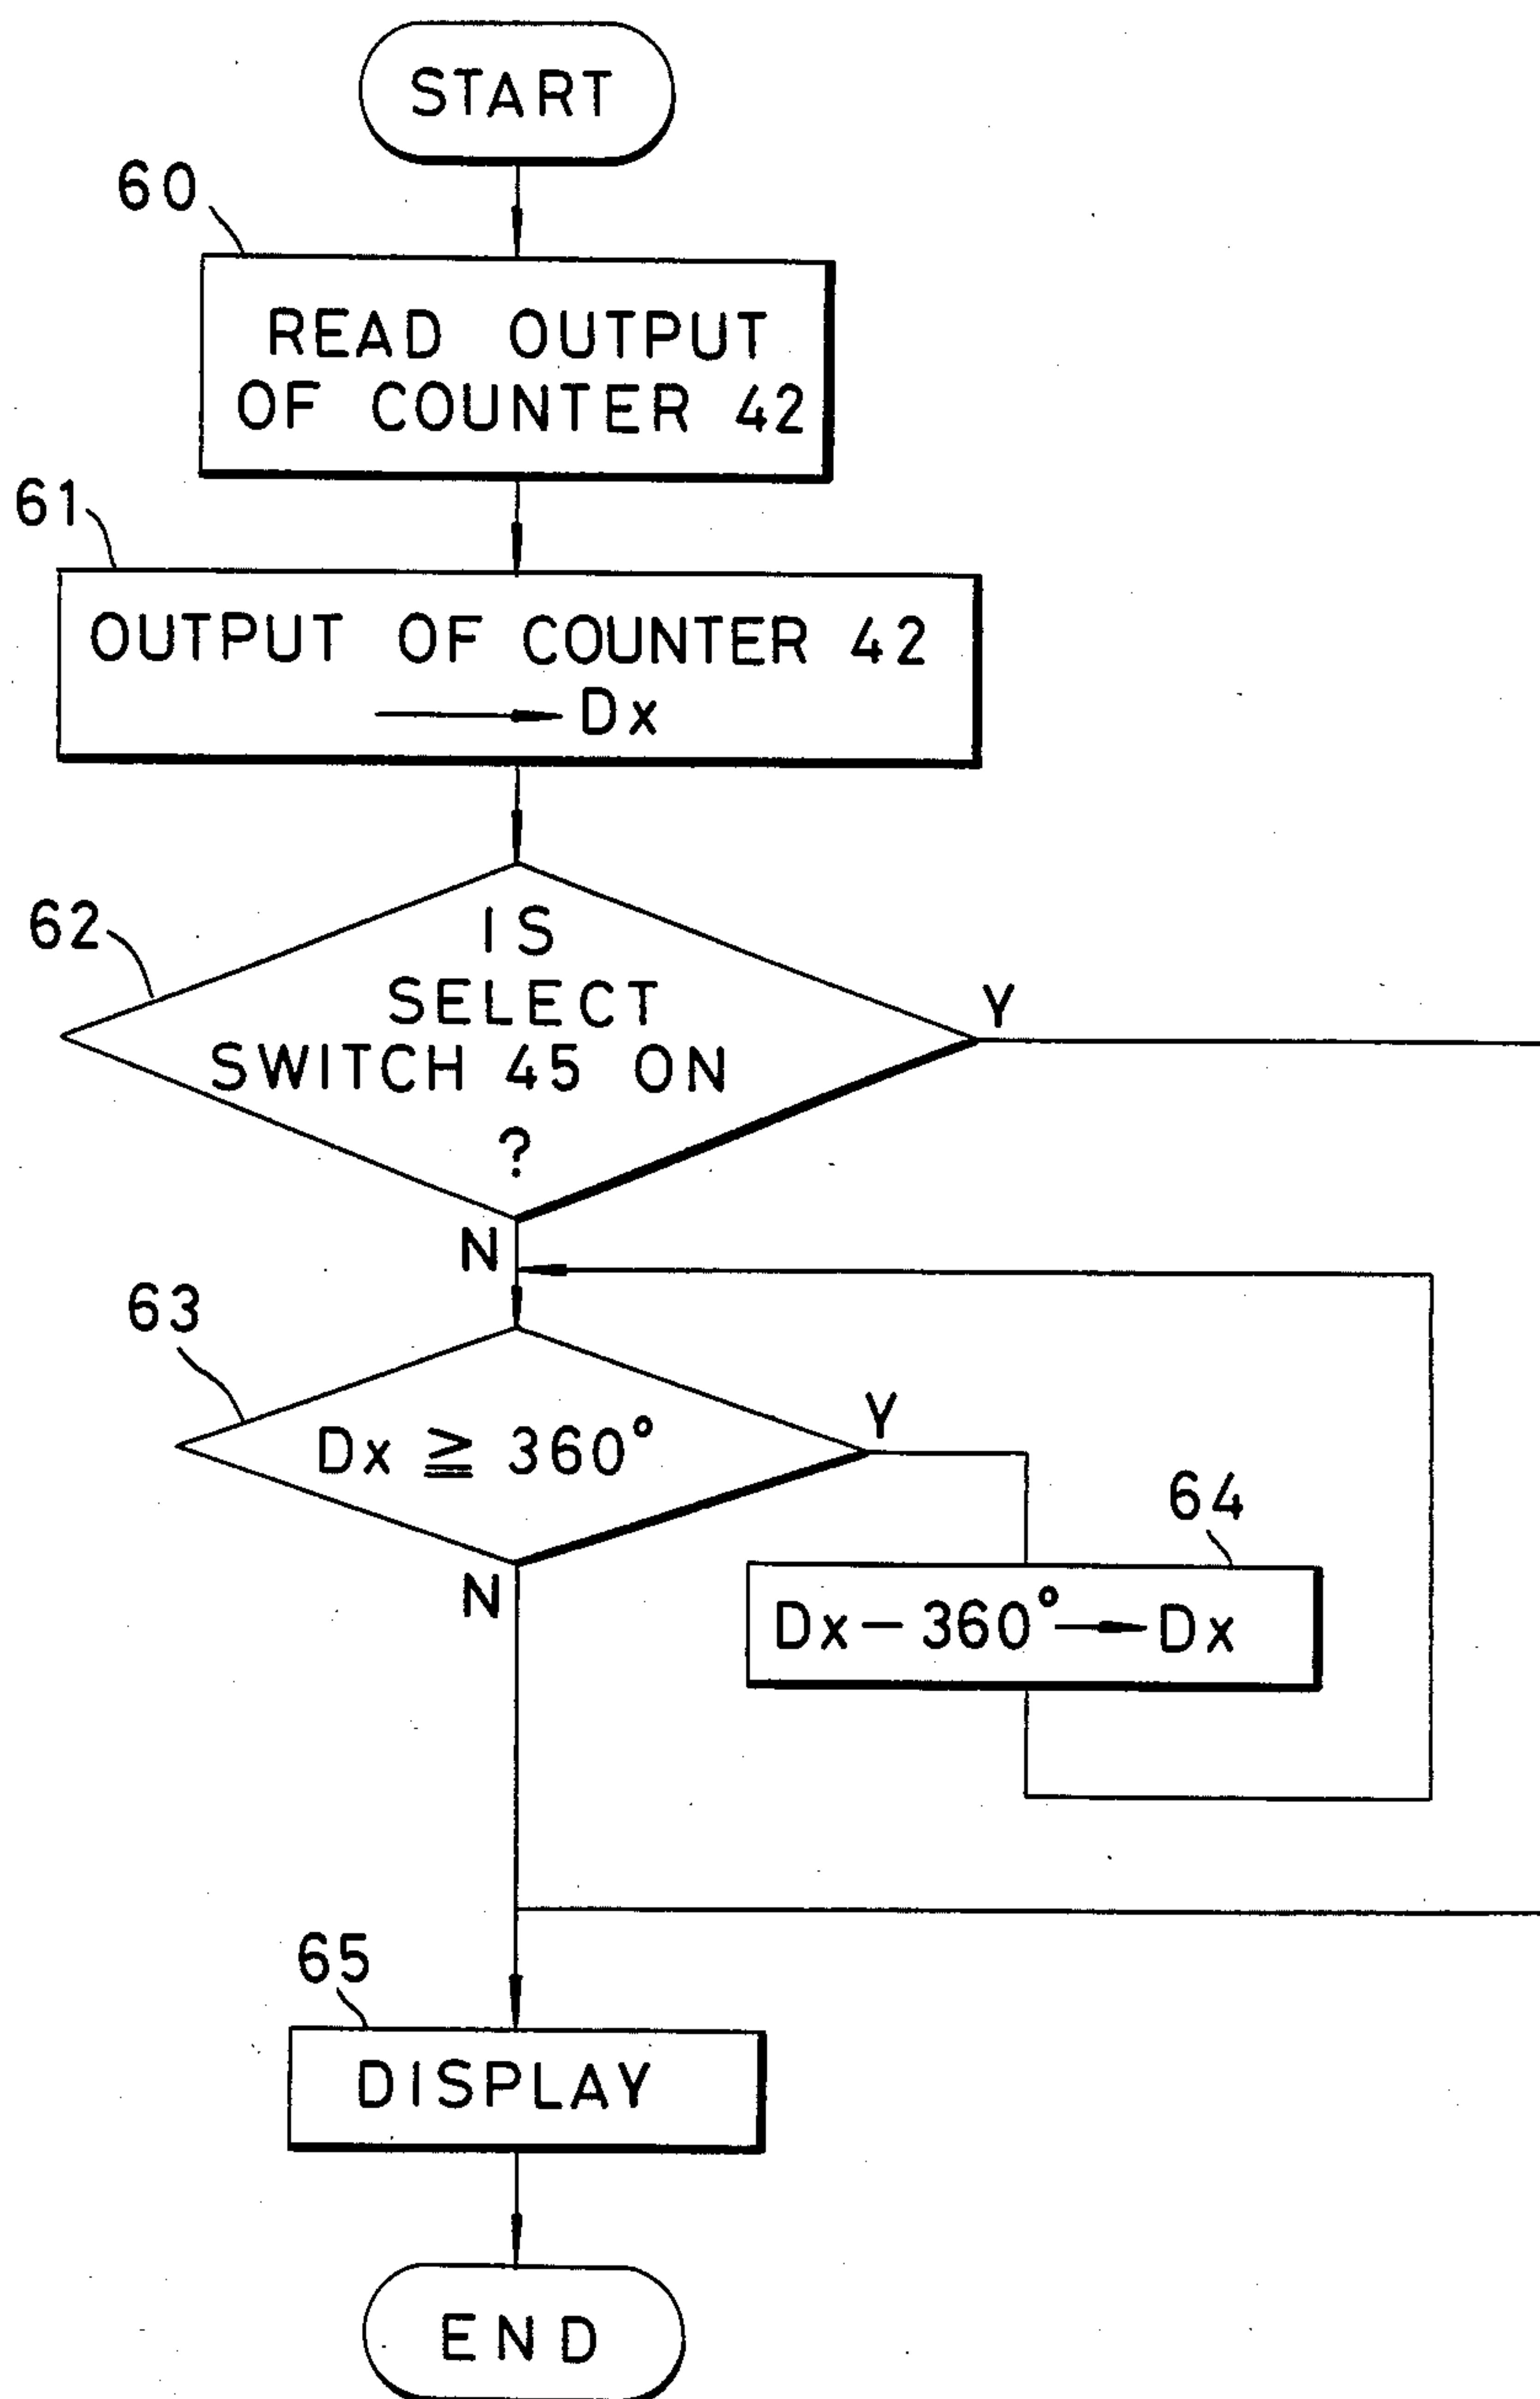 START
60
READ OUTPUT
OF COUNTER 42
61
OUTPUT OF COUNTER 42
→ Dx
62
IS
SELECT
SWITCH 45 ON
?
Y
N
63
Dx ≧ 360°
Y
N
64
Dx − 360° → Dx
65
DISPLAY
END